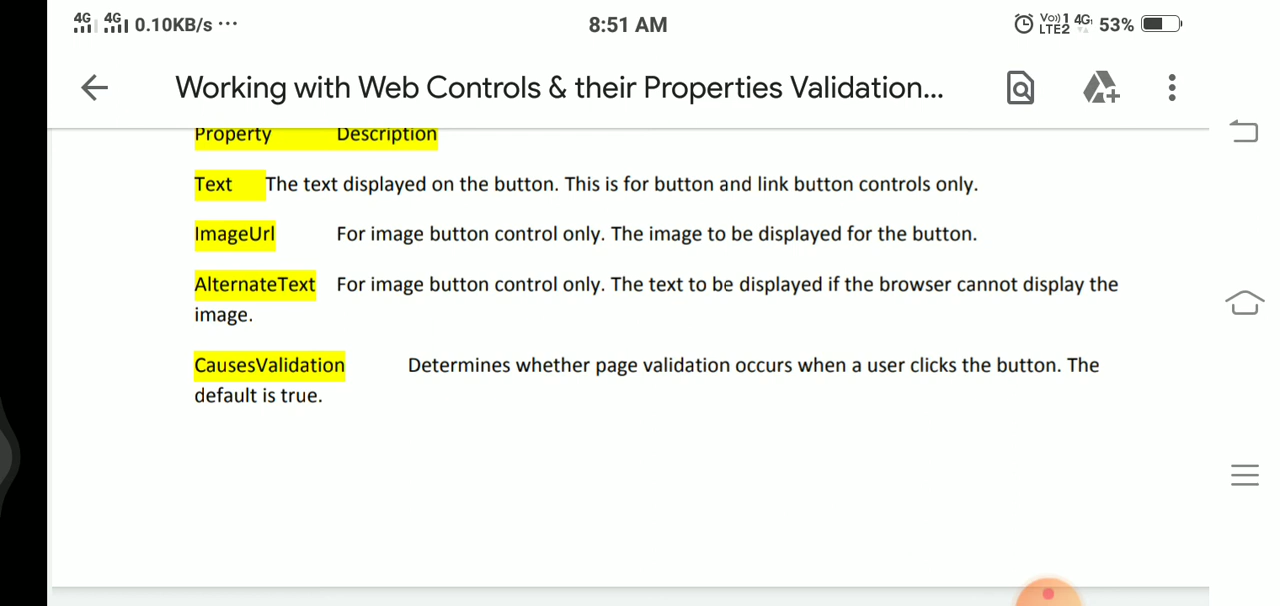 4G 4G 0.10KB/s ··· 8:51 AM Vo)) 1 4G LTE2 53%
Working with Web Controls & their Properties Validation...
Property Description
Text The text displayed on the button. This is for button and link button controls only.
ImageUrl For image button control only. The image to be displayed for the button.
AlternateText For image button control only. The text to be displayed if the browser cannot display the
image.
CausesValidation Determines whether page validation occurs when a user clicks the button. The
default is true.